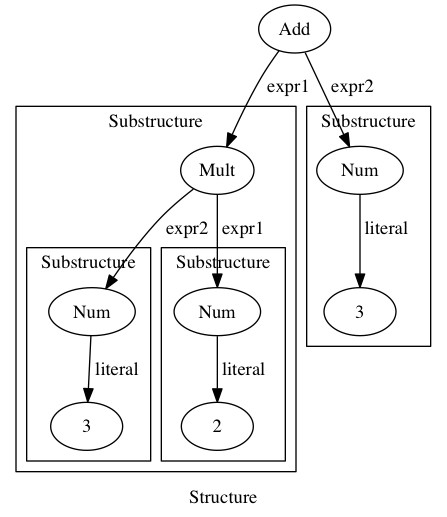 Add
expr1
expr2
Substructure
Substructure
Mult
Num
expr2
expr1
literal
Substructure
Substructure
Num
Num
3
literal
literal
3
2
Structure